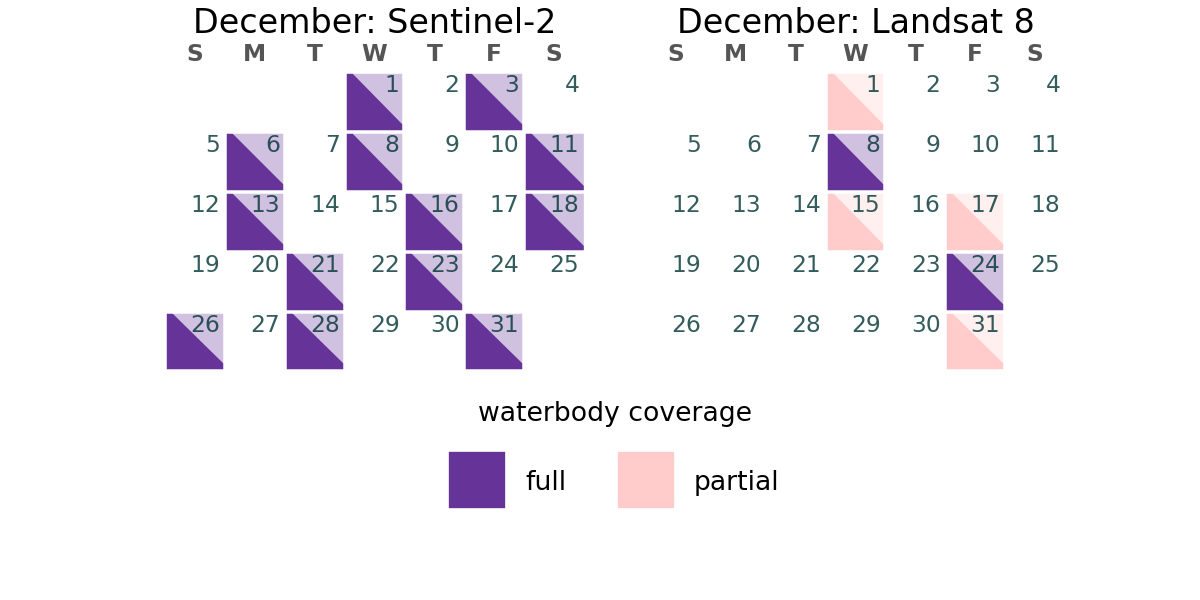 December: Sentinel-2
S M T W T F S
1 2 3 4
5 6 7 8 9 10 11
12 13 14 15 16 17 18
19 20 21 22 23 24 25
26 27 28 29 30 31
December: Landsat 8
S M T W T F S
1 2 3 4
5 6 7 8 9 10 11
12 13 14 15 16 17 18
19 20 21 22 23 24 25
26 27 28 29 30 31
waterbody coverage
full partial